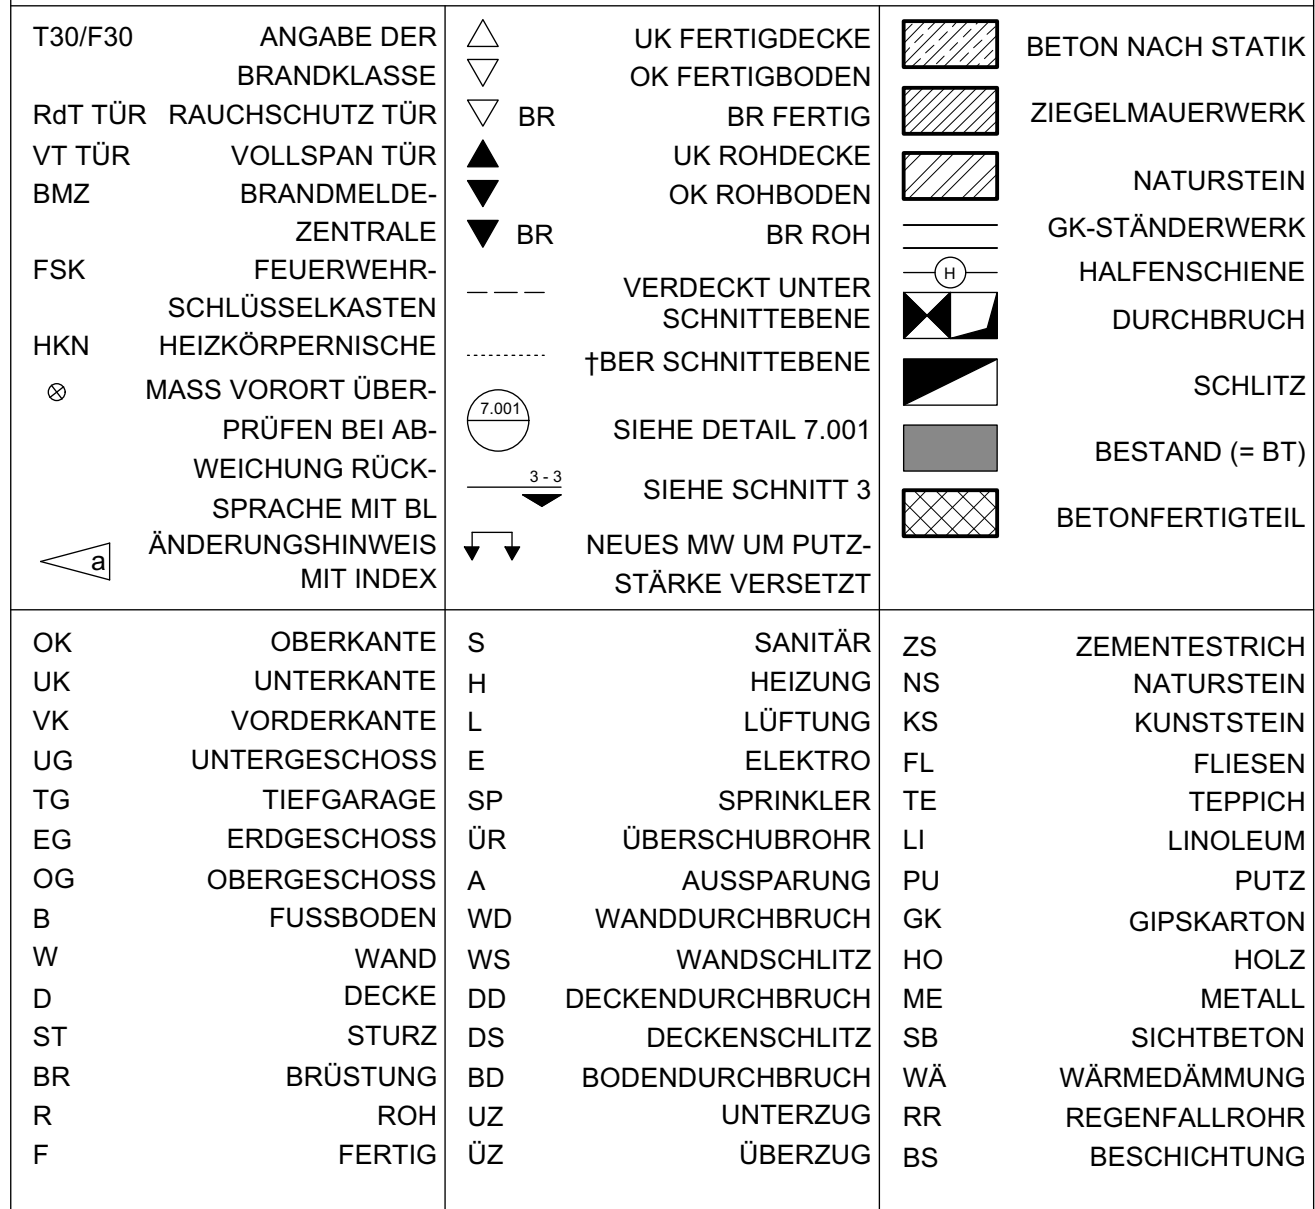 T30/F30 ANGABE DER
BRANDKLASSE
RdT TÜR RAUCHSCHUTZ TÜR
VT TÜR VOLLSPAN TÜR
BMZ BRANDMELDE-
ZENTRALE
FSK FEUERWEHR-
SCHLÜSSELKASTEN
HKN HEIZKÖRPERNISCHE
MASS VORORT ÜBER-
PRÜFEN BEI AB-
WEICHUNG RÜCK-
SPRACHE MIT BL
a ÄNDERUNGSHINWEIS
MIT INDEX
UK FERTIGDECKE
OK FERTIGBODEN
BR BR FERTIG
UK ROHDECKE
OK ROHBODEN
BR BR ROH
VERDECKT UNTER
SCHNITTEBENE
†BER SCHNITTEBENE
7.001 SIEHE DETAIL 7.001
3 - 3 SIEHE SCHNITT 3
NEUES MW UM PUTZ-
STÄRKE VERSETZT
BETON NACH STATIK
ZIEGELMAUERWERK
NATURSTEIN
GK-STÄNDERWERK
H HALFENSCHIENE
DURCHBRUCH
SCHLITZ
BESTAND (= BT)
BETONFERTIGTEIL
OK OBERKANTE
UK UNTERKANTE
VK VORDERKANTE
UG UNTERGESCHOSS
TG TIEFGARAGE
EG ERDGESCHOSS
OG OBERGESCHOSS
B FUSSBODEN
W WAND
D DECKE
ST STURZ
BR BRÜSTUNG
R ROH
F FERTIG
S SANITÄR
H HEIZUNG
L LÜFTUNG
E ELEKTRO
SP SPRINKLER
ÜR ÜBERSCHUBROHR
A AUSSPARUNG
WD WANDDURCHBRUCH
WS WANDSCHLITZ
DD DECKENDURCHBRUCH
DS DECKENSCHLITZ
BD BODENDURCHBRUCH
UZ UNTERZUG
ÜZ ÜBERZUG
ZS ZEMENTESTRICH
NS NATURSTEIN
KS KUNSTSTEIN
FL FLIESEN
TE TEPPICH
LI LINOLEUM
PU PUTZ
GK GIPSKARTON
HO HOLZ
ME METALL
SB SICHTBETON
WÄ WÄRMEDÄMMUNG
RR REGENFALLROHR
BS BESCHICHTUNG